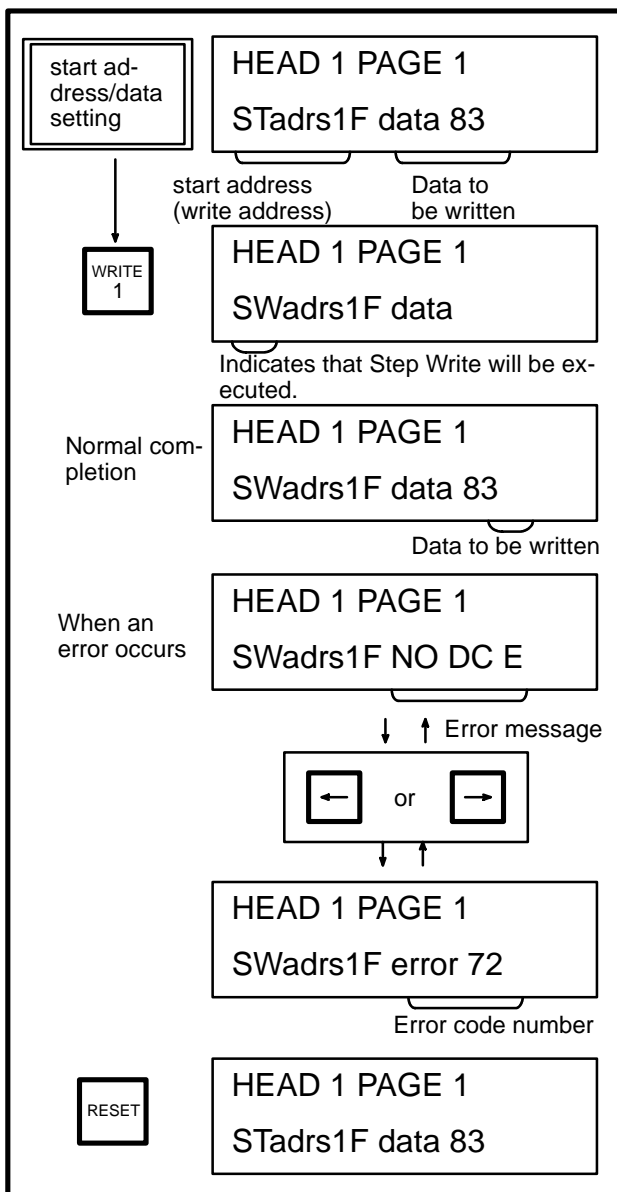 start ad-
dress/data
setting
HEAD 1 PAGE 1
STadrs1F data 83
start address
(write address)
Data to
be written
WRITE
1
HEAD 1 PAGE 1
SWadrs1F data
Indicates that Step Write will be ex-
ecuted.
Normal com-
pletion
HEAD 1 PAGE 1
SWadrs1F data 83
Data to be written
When an
error occurs
HEAD 1 PAGE 1
SWadrs1F NO DC E
Error message
or
HEAD 1 PAGE 1
SWadrs1F error 72
Error code number
RESET
HEAD 1 PAGE 1
STadrs1F data 83